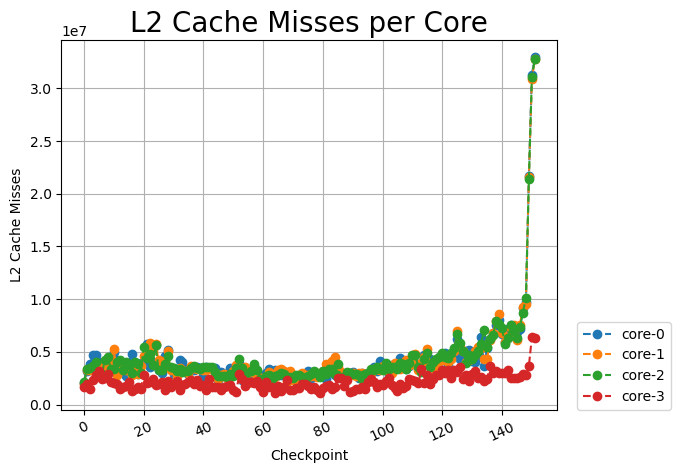 L2 Cache Misses per Core
1e7
L2 Cache Misses
3.0
2.5
2.0
1.5
1.0
0.5
0.0
0 20 40 60 80 100 120 140
Checkpoint
core-0
core-1
core-2
core-3